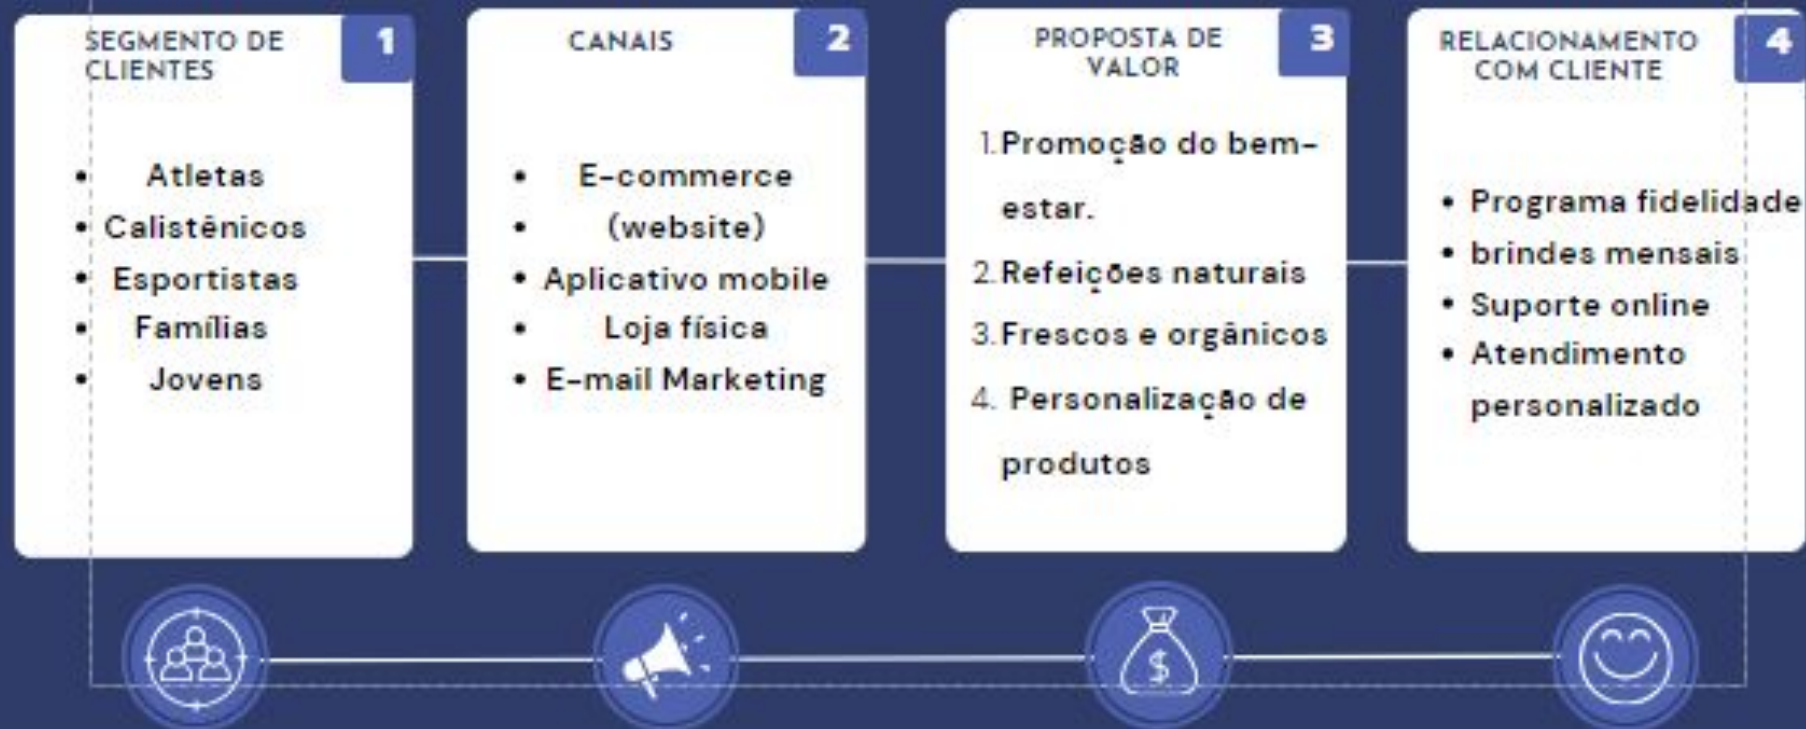 SEGMENTO DE
CLIENTES
1
• Atletas
• Calistênicos
• Esportistas
• Famílias
• Jovens
CANAIS
2
• E-commerce
• (website)
• Aplicativo mobile
• Loja física
• E-mail Marketing
PROPOSTA DE
VALOR
3
1. Promoção do bem-
estar.
2. Refeições naturais
3. Frescos e orgânicos
4. Personalização de
produtos
RELACIONAMENTO
COM CLIENTE
4
• Programa fidelidade
• brindes mensais
• Suporte online
• Atendimento
personalizado
$